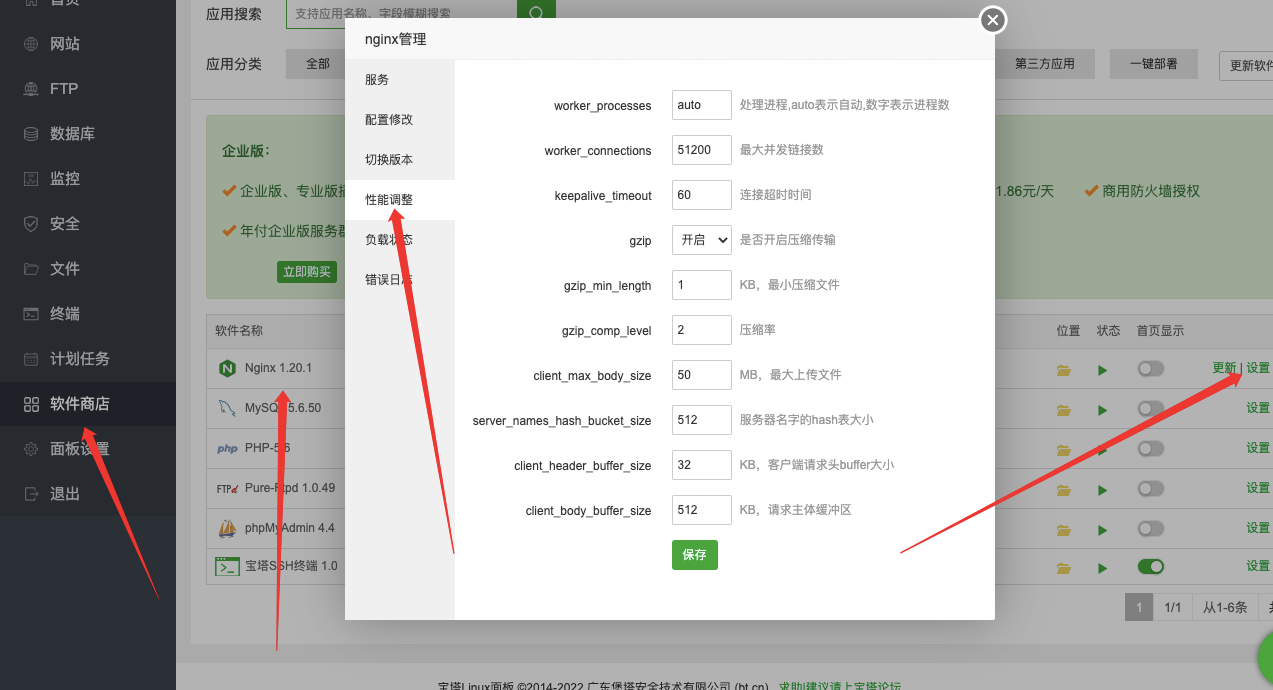 首页
网站
FTP
数据库
监控
安全
文件
终端
计划任务
软件商店
面板设置
退出
应用搜索 支持应用名称、字段模糊搜索
应用分类 全部 第三方应用 一键部署 更新软件
企业版：
企业版、专业版 1.86元/天 商用防火墙授权
年付企业版服务群
立即购买
软件名称 位置 状态 首页显示
Nginx 1.20.1 更新 | 设置
MySQL 5.6.50 设置
php PHP-5.6 设置
FTPd Pure-Ftpd 1.0.49 设置
phpMyAdmin 4.4 设置
宝塔SSH终端 1.0 设置
1 1/1 从1-6条
nginx管理
服务
配置修改
切换版本
性能调整
负载状态
错误日志
worker_processes auto 处理进程,auto表示自动,数字表示进程数
worker_connections 51200 最大并发链接数
keepalive_timeout 60 连接超时时间
gzip 开启 是否开启压缩传输
gzip_min_length 1 KB，最小压缩文件
gzip_comp_level 2 压缩率
client_max_body_size 50 MB，最大上传文件
server_names_hash_bucket_size 512 服务器名字的hash表大小
client_header_buffer_size 32 KB，客户端请求头buffer大小
client_body_buffer_size 512 KB，请求主体缓冲区
保存
宝塔Linux面板 ©2014-2022 广东堡塔安全技术有限公司 (bt.cn) 求助|建议请上宝塔论坛